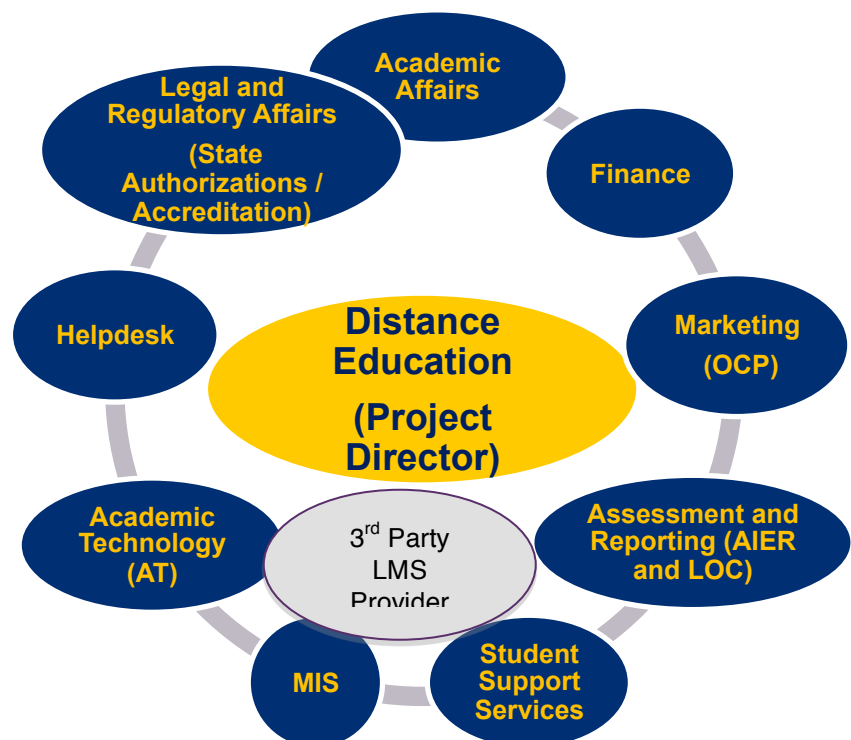 Academic
Affairs
Legal and
Regulatory Affairs
(State
Authorizations /
Accreditation)
Finance
Helpdesk
Distance
Education
(Project
Director)
Marketing
(OCP)
Academic
Technology
(AT)
3rd Party
LMS
Provider
Assessment and
Reporting (AIER
and LOC)
MIS
Student
Support
Services